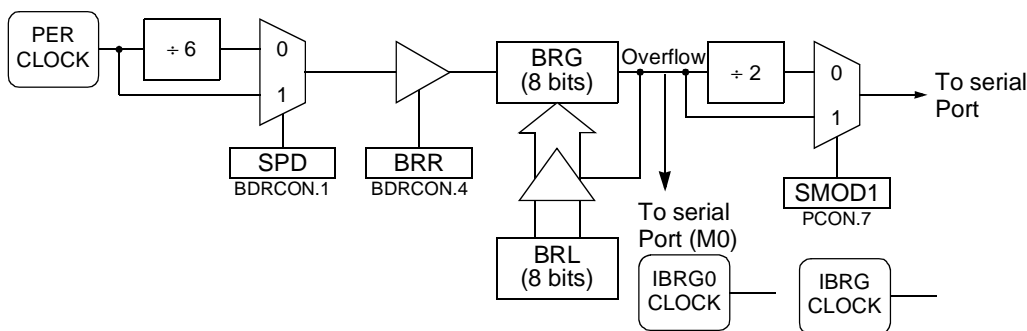 PER
CLOCK
÷ 6
0
1
SPD
BDRCON.1
BRR
BDRCON.4
BRG
(8 bits)
Overflow
÷ 2
0
1
To serial
Port
SMOD1
PCON.7
To serial
Port (M0)
BRL
(8 bits)
IBRG0
CLOCK
IBRG
CLOCK